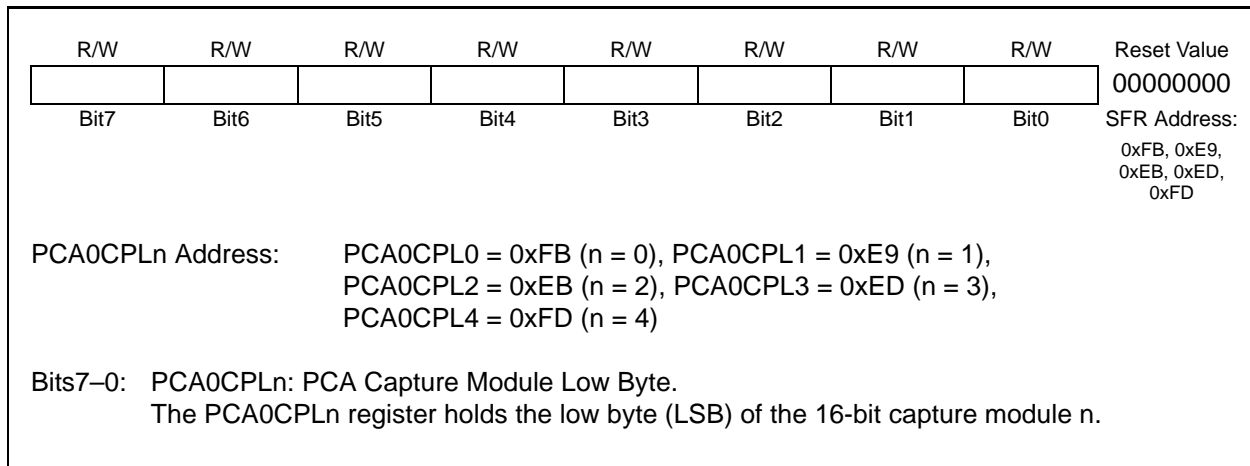 R/W R/W R/W R/W R/W R/W R/W R/W Reset Value
00000000
Bit7 Bit6 Bit5 Bit4 Bit3 Bit2 Bit1 Bit0 SFR Address:
0xFB, 0xE9,
0xEB, 0xED,
0xFD
PCA0CPLn Address: PCA0CPL0 = 0xFB (n = 0), PCA0CPL1 = 0xE9 (n = 1),
PCA0CPL2 = 0xEB (n = 2), PCA0CPL3 = 0xED (n = 3),
PCA0CPL4 = 0xFD (n = 4)
Bits7–0: PCA0CPLn: PCA Capture Module Low Byte.
The PCA0CPLn register holds the low byte (LSB) of the 16-bit capture module n.